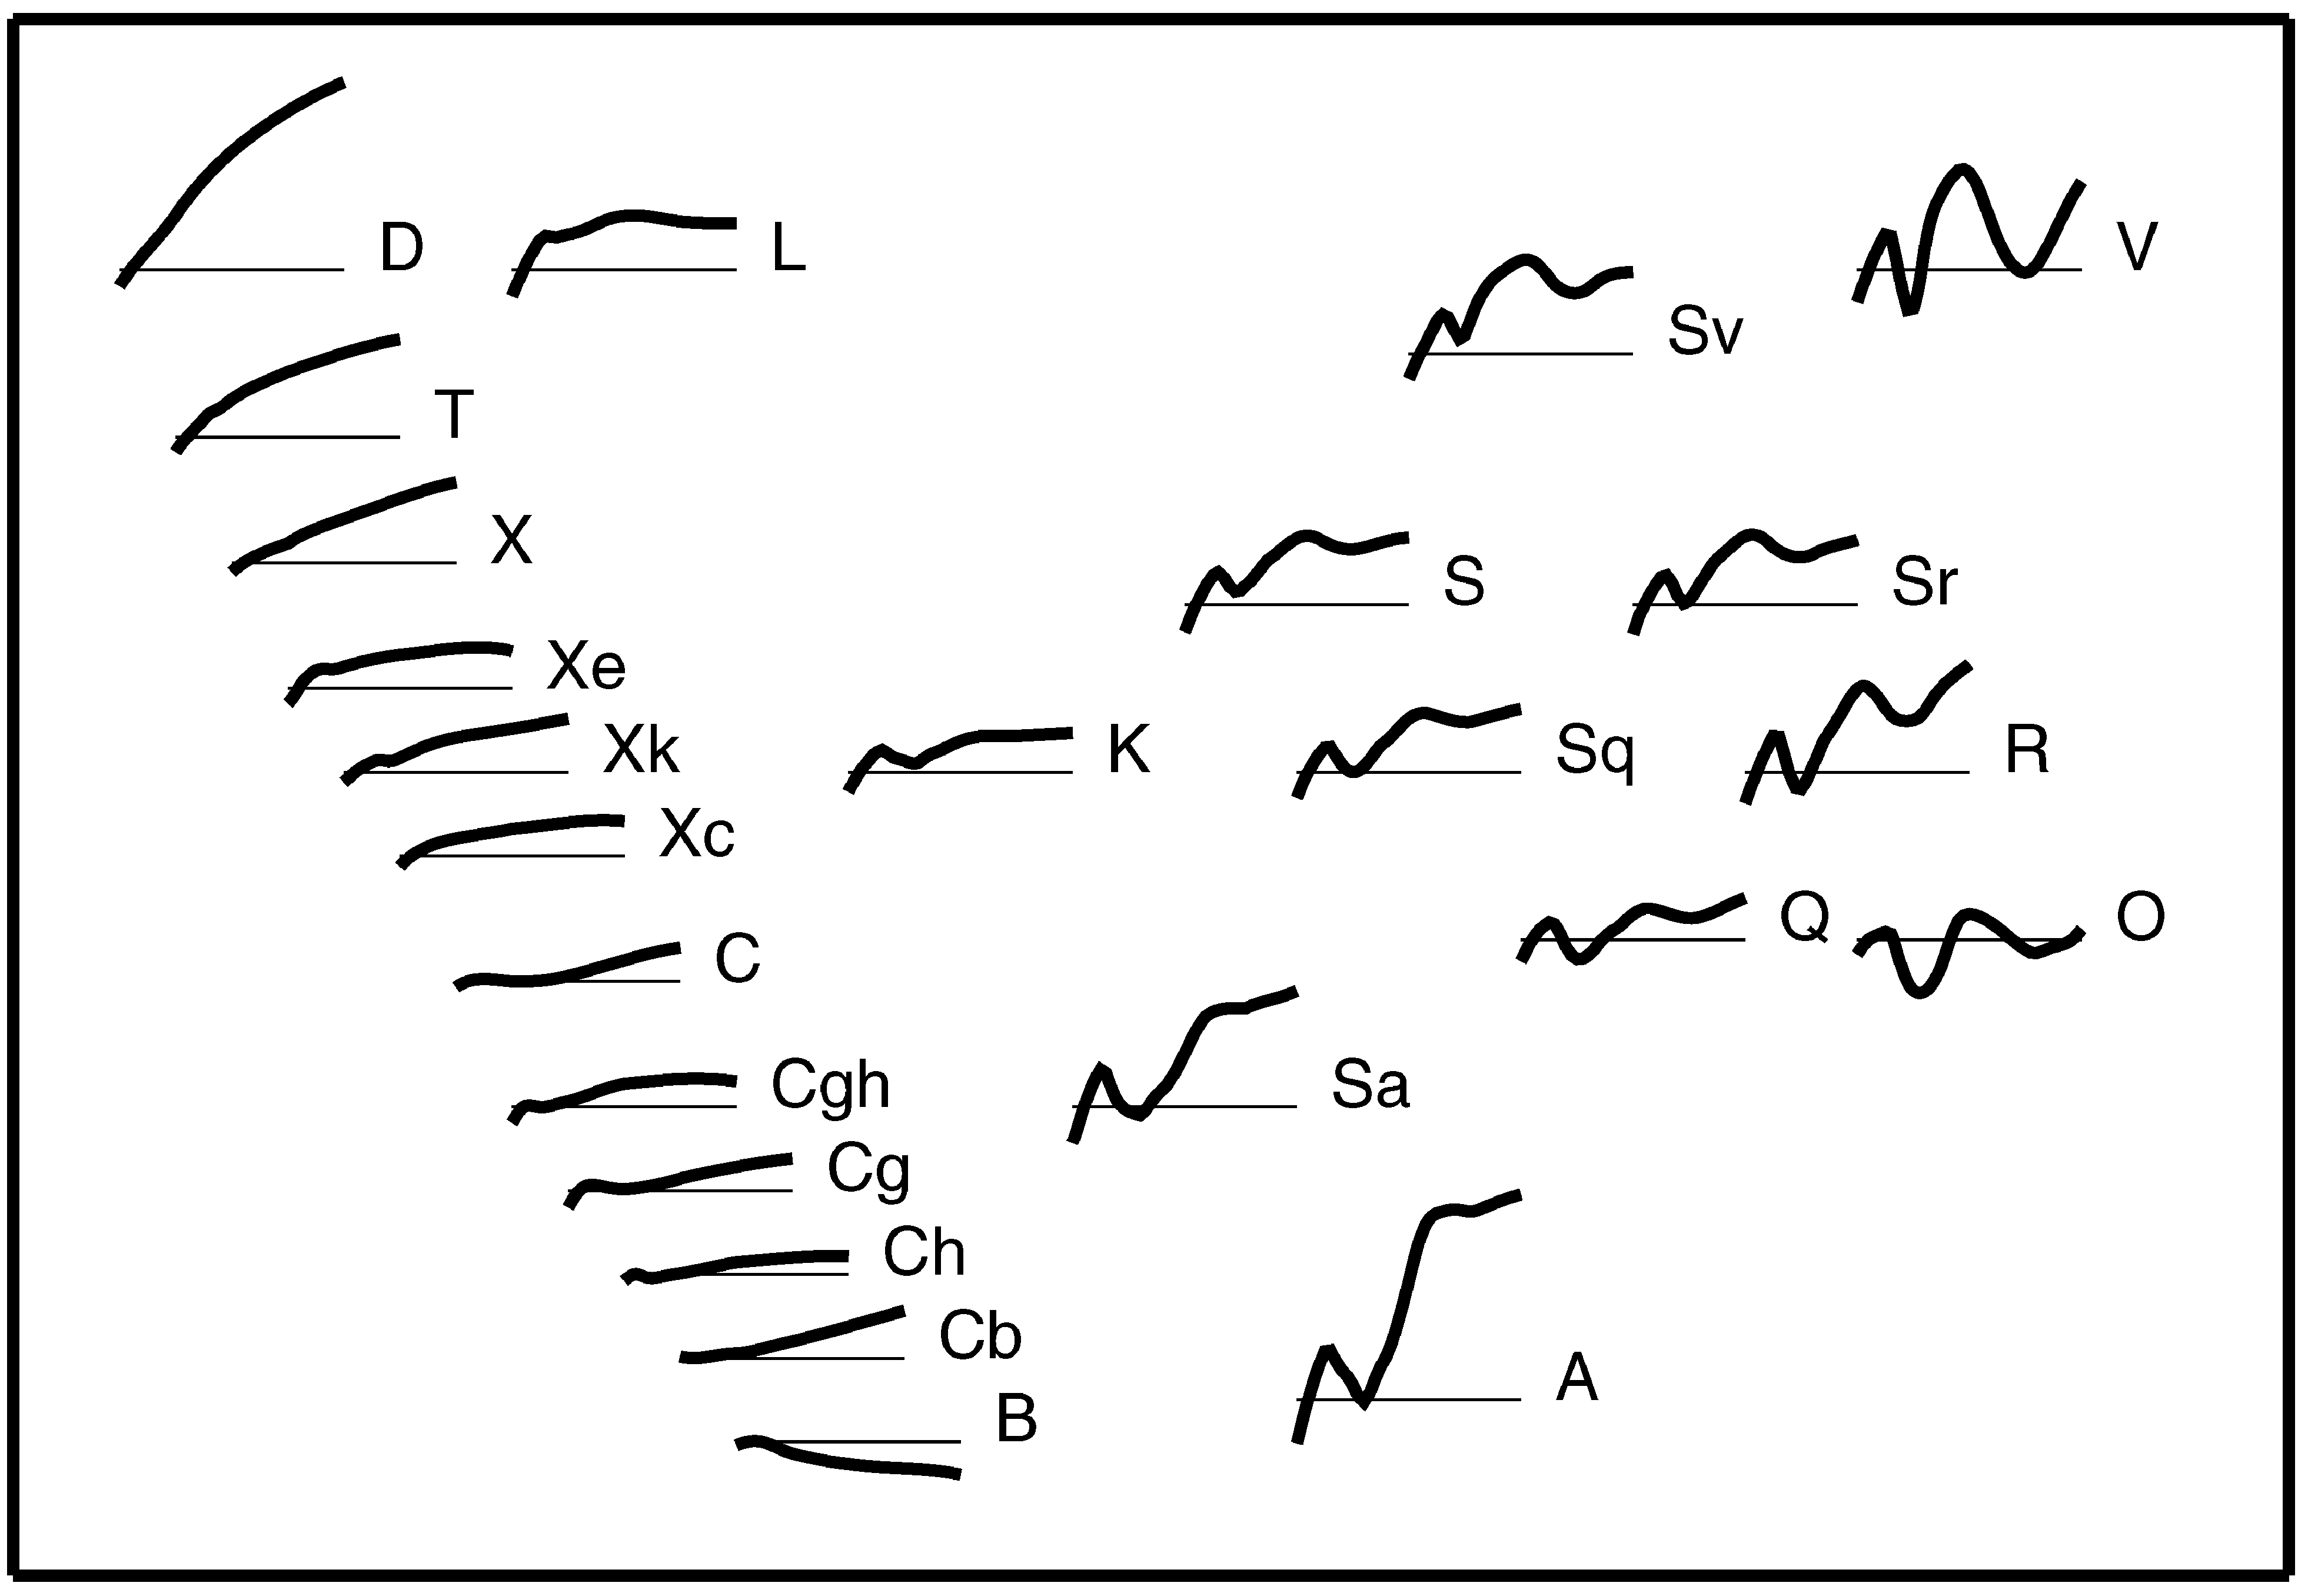 D L V
Sv
T
X S Sr
Xe
Xk K Sq R
Xc
C Q O
Cgh Sa
Cg
Ch
Cb
B A